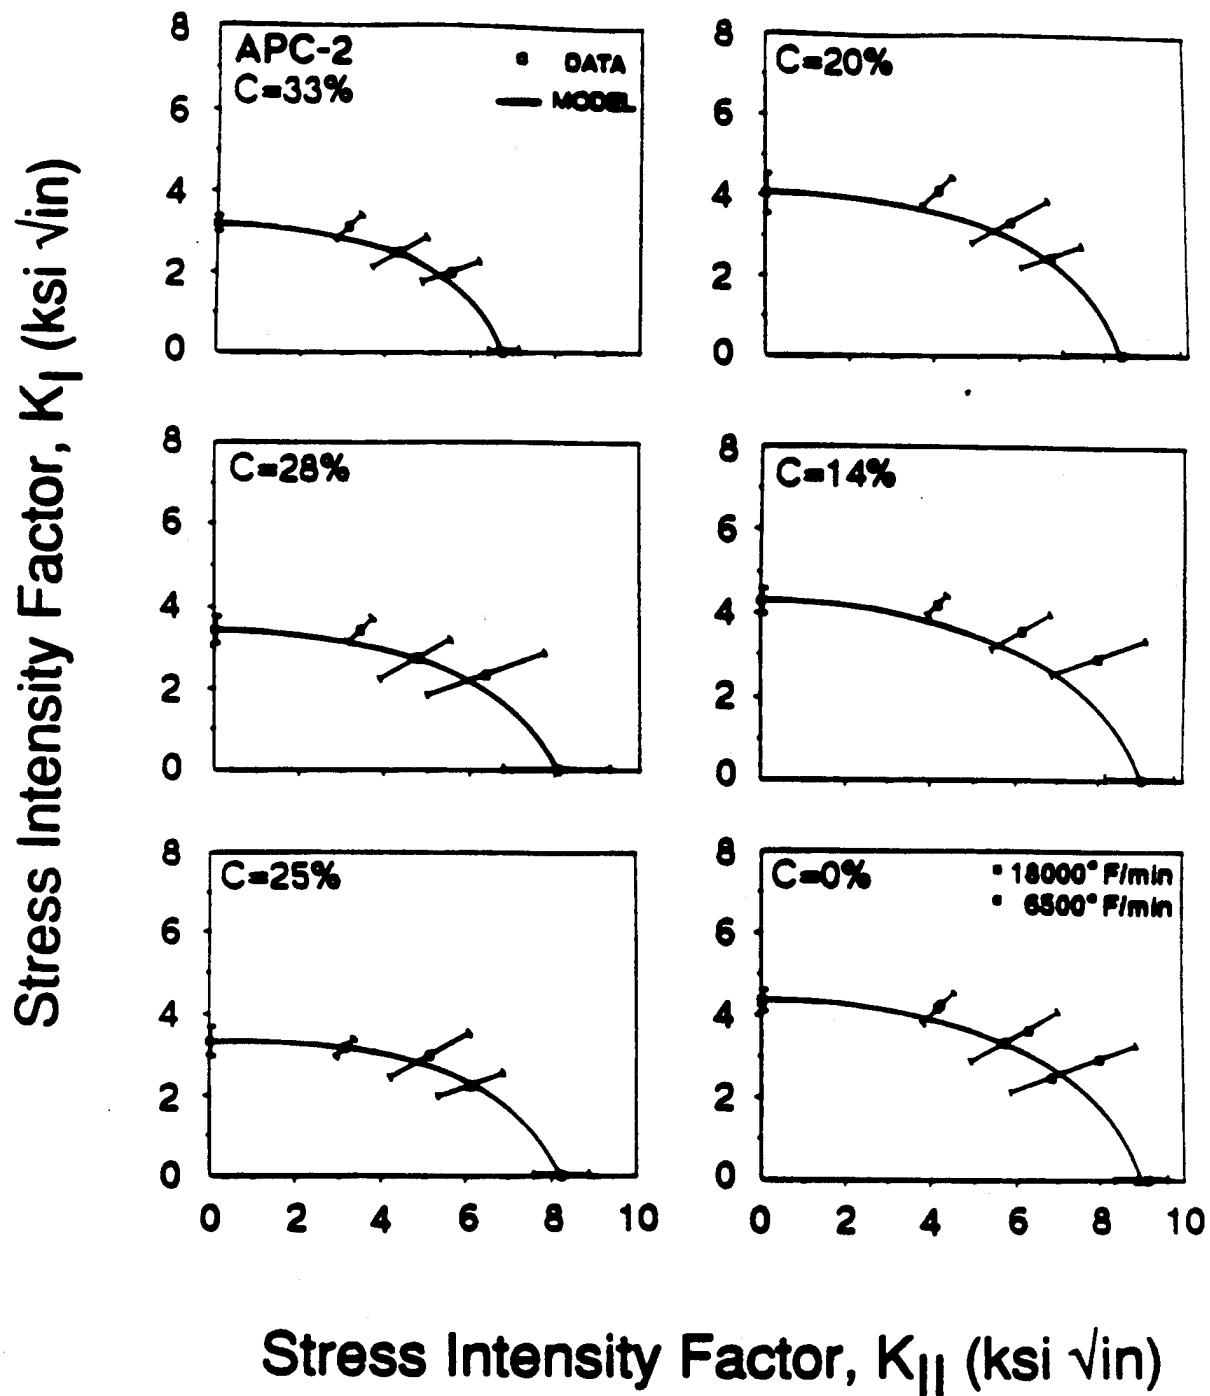 Stress Intensity Factor, K_I (ksi √in)
APC-2
C=33%
DATA
MODEL
8
6
4
2
0
C=20%
8
6
4
2
0
C=28%
8
6
4
2
0
C=14%
8
6
4
2
0
C=25%
8
6
4
2
0
0 2 4 6 8 10
C=0%
18000° F/min
6500° F/min
8
6
4
2
0
0 2 4 6 8 10
Stress Intensity Factor, K_II (ksi √in)